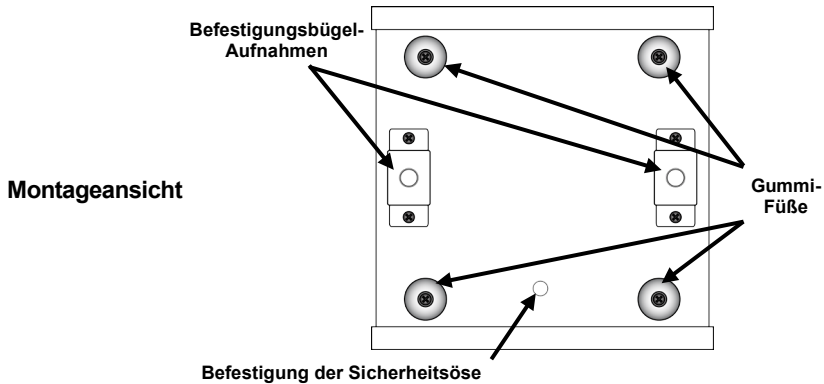 Befestigungsbügel-
Aufnahmen
Montageansicht
Gummi-
Füße
Befestigung der Sicherheitsöse